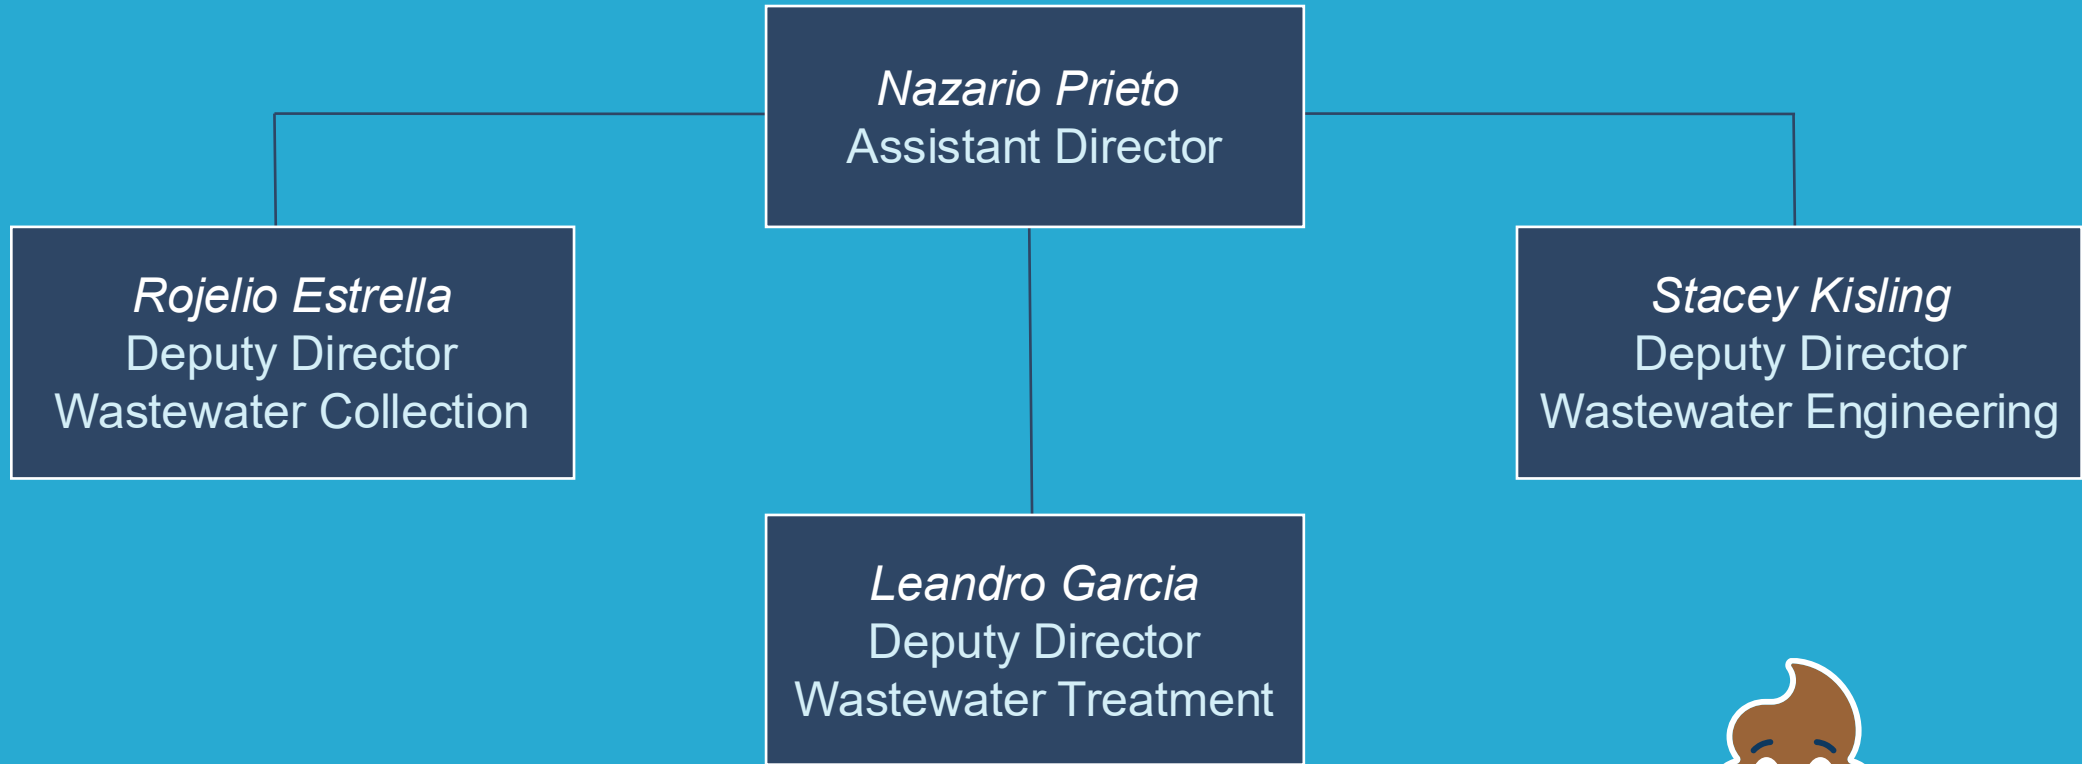 Nazario Prieto
Assistant Director
Rojelio Estrella
Deputy Director
Wastewater Collection
Stacey Kisling
Deputy Director
Wastewater Engineering
Leandro Garcia
Deputy Director
Wastewater Treatment